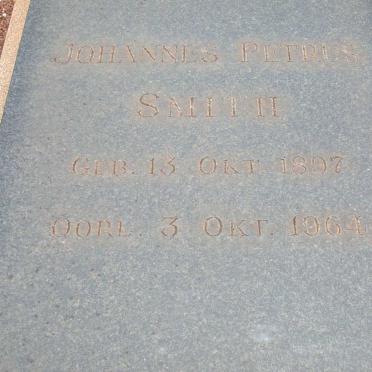 JOHANNES PETRUS
SMITH
GEB. 13 OKT. 1897
OORL. 3 OKT. 1964